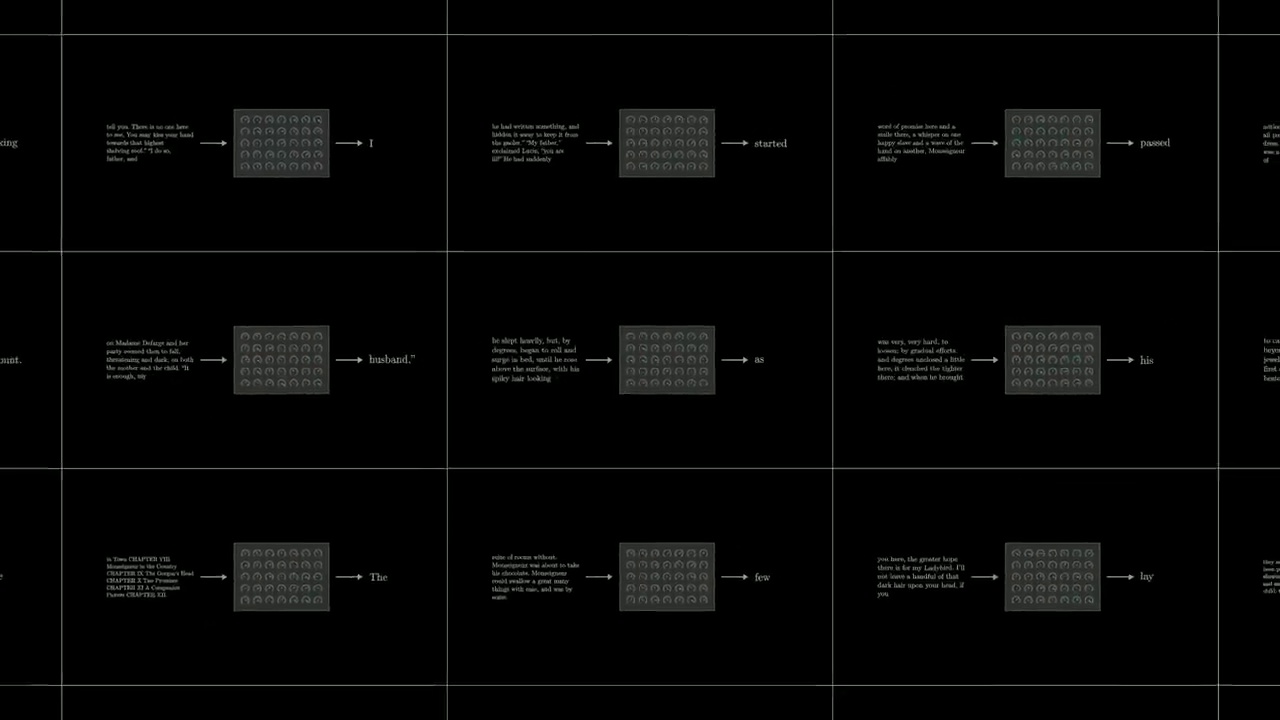 king
tell you. There is no one here
to see. You may kiss your hand
towards that highest
shelving roof." "I do so,
father, and
I
he had written something, and
hidden it away to keep it from
the gaoler." "My father,"
exclaimed Lucie, "you are
ill!" He had suddenly
started
word of promise here and a
smile there, a whisper on one
happy slave and a wave of the
hand on another, Monseigneur
affably
passed
all
dress.
was a
of
ount.
on Madame Defarge and her
party seemed then to fall,
threatening and dark, on both
the mother and the child. "It
is enough, my
husband,"
he slept heavily, but, by
degrees, began to roll and
surge in bed, until he rose
above the surface, with his
spiky hair looking
as
was very, very hard, to
loosen; by gradual efforts
and degrees unclosed a little
here, it clenched the tighter
there; and when he brought
his
first
in Town CHAPTER VIII
Monseigneur in the Country
CHAPTER IX The Gorgon's Head
CHAPTER X Two Promises
CHAPTER XI A Companion
Picture CHAPTER XII
The
suite of rooms without.
Monseigneur was about to take
his chocolate. Monseigneur
could swallow a great many
things with ease, and was by
some
few
you here, the greater hope
there is for my Ladybird. I'll
not leave a handful of that
dark hair upon your head, if
you
lay